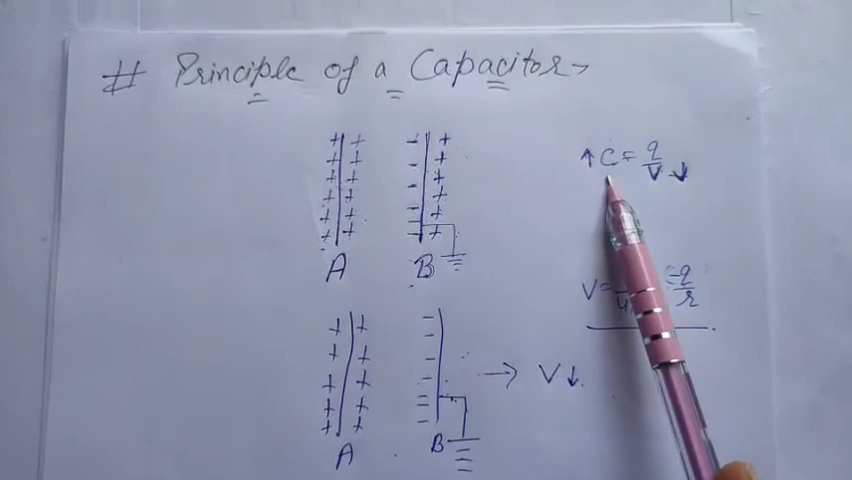 # Principle of a Capacitor→
↑ C = q/V ↓
A B
V = = q/r
→ V↓.
A B